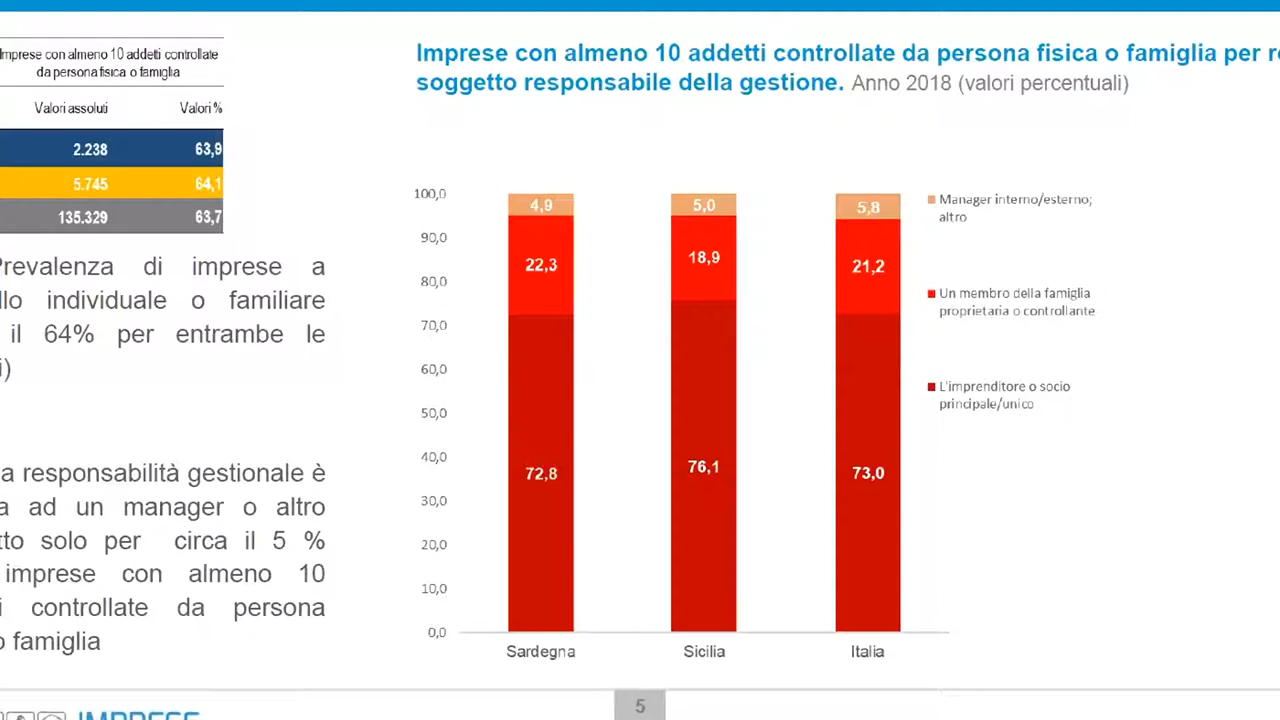 Imprese con almeno 10 addetti controllate
da persona fisica o famiglia
Valori assoluti Valori %
2.238 63,9
5.745 64,1
135.329 63,7
Prevalenza di imprese a
llo individuale o familiare
il 64% per entrambe le
i)
a responsabilità gestionale è
a ad un manager o altro
tto solo per circa il 5 %
imprese con almeno 10
i controllate da persona
o famiglia
Imprese con almeno 10 addetti controllate da persona fisica o famiglia per re
soggetto responsabile della gestione. Anno 2018 (valori percentuali)
100,0
90,0
80,0
70,0
60,0
50,0
40,0
30,0
20,0
10,0
0,0
4,9
22,3
72,8
5,0
18,9
76,1
5,8
21,2
73,0
Sardegna
Sicilia
Italia
Manager interno/esterno;
altro
Un membro della famiglia
proprietaria o controllante
L'imprenditore o socio
principale/unico
5
IMPRESE